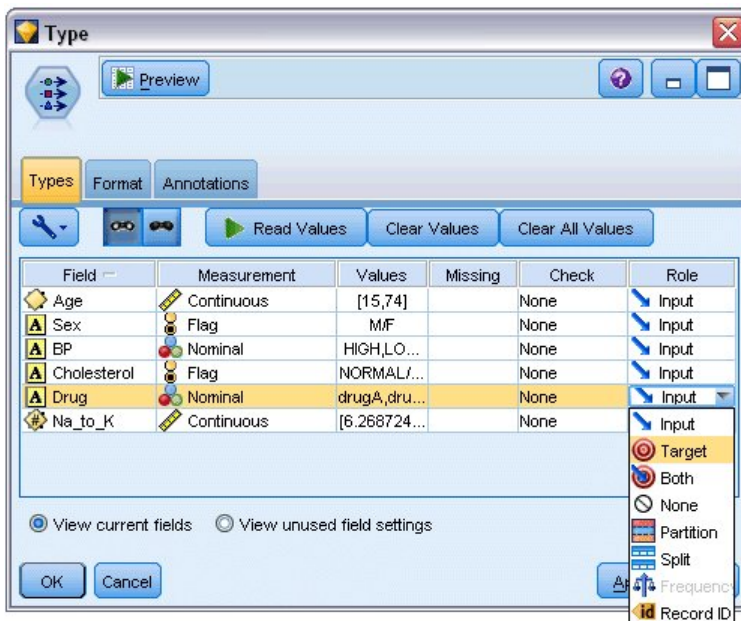 Type
Preview
Types Format Annotations
Read Values Clear Values Clear All Values
Field Measurement Values Missing Check Role
Age Continuous [15,74] None Input
A Sex Flag M/F None Input
A BP Nominal HIGH,LO... None Input
A Cholesterol Flag NORMAL/... None Input
A Drug Nominal drugA,dru... None Input
# Na_to_K Continuous [6.268724... None
Input
Target
Both
None
Partition
Split
Frequency
id Record ID
View current fields View unused field settings
OK Cancel